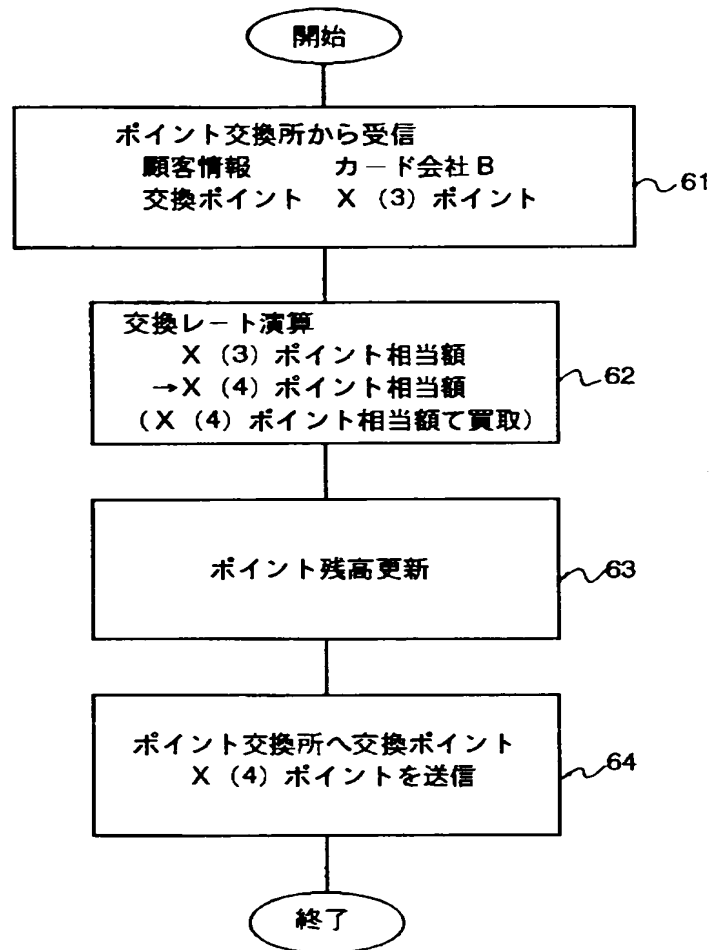 開始
ポイント交換所から受信
顧客情報　カード会社B
交換ポイント　X (3) ポイント
61
交換レート演算
X (3) ポイント相当額
→X (4) ポイント相当額
(X (4) ポイント相当額て買取)
62
ポイント残高更新
63
ポイント交換所へ交換ポイント
X (4) ポイントを送信
64
終了